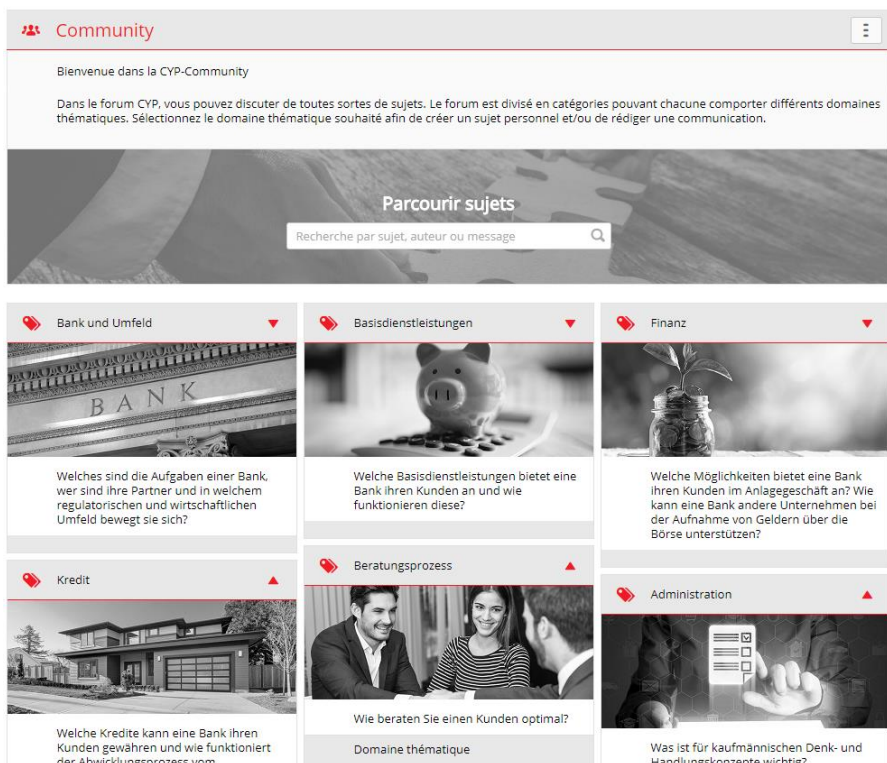 Community
Bienvenue dans la CYP-Community
Dans le forum CYP, vous pouvez discuter de toutes sortes de sujets. Le forum est divisé en catégories pouvant chacune comporter différents domaines
thématiques. Sélectionnez le domaine thématique souhaité afin de créer un sujet personnel et/ou de rédiger une communication.
Parcourir sujets
Recherche par sujet, auteur ou message
Bank und Umfeld
BANK
Welches sind die Aufgaben einer Bank,
wer sind ihre Partner und in welchem
regulatorischen und wirtschaftlichen
Umfeld bewegt sie sich?
Basisdienstleistungen
Welche Basisdienstleistungen bietet eine
Bank ihren Kunden an und wie
funktionieren diese?
Finanz
Welche Möglichkeiten bietet eine Bank
ihren Kunden im Anlagegeschäft an? Wie
kann eine Bank andere Unternehmen bei
der Aufnahme von Geldern über die
Börse unterstützen?
Kredit
Welche Kredite kann eine Bank ihren
Kunden gewähren und wie funktioniert
der Abwicklungsprozess vom
Beratungsprozess
Wie beraten Sie einen Kunden optimal?
Domaine thématique
Administration
Was ist für kaufmännischen Denk- und
Handlungskonzepte wichtig?